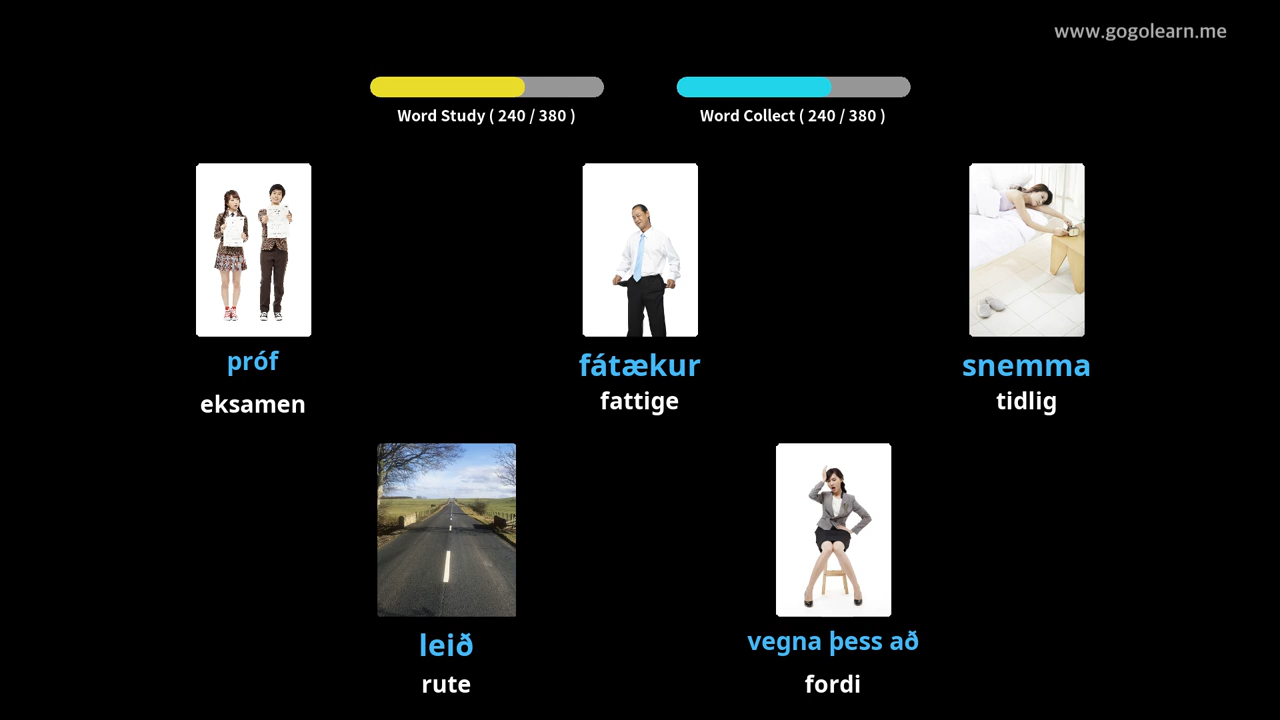 www.gogolearn.me
Word Study ( 240 / 380 )
Word Collect ( 240 / 380 )
próf
eksamen
fátækur
fattige
snemma
tidlig
leið
rute
vegna þess að
fordi